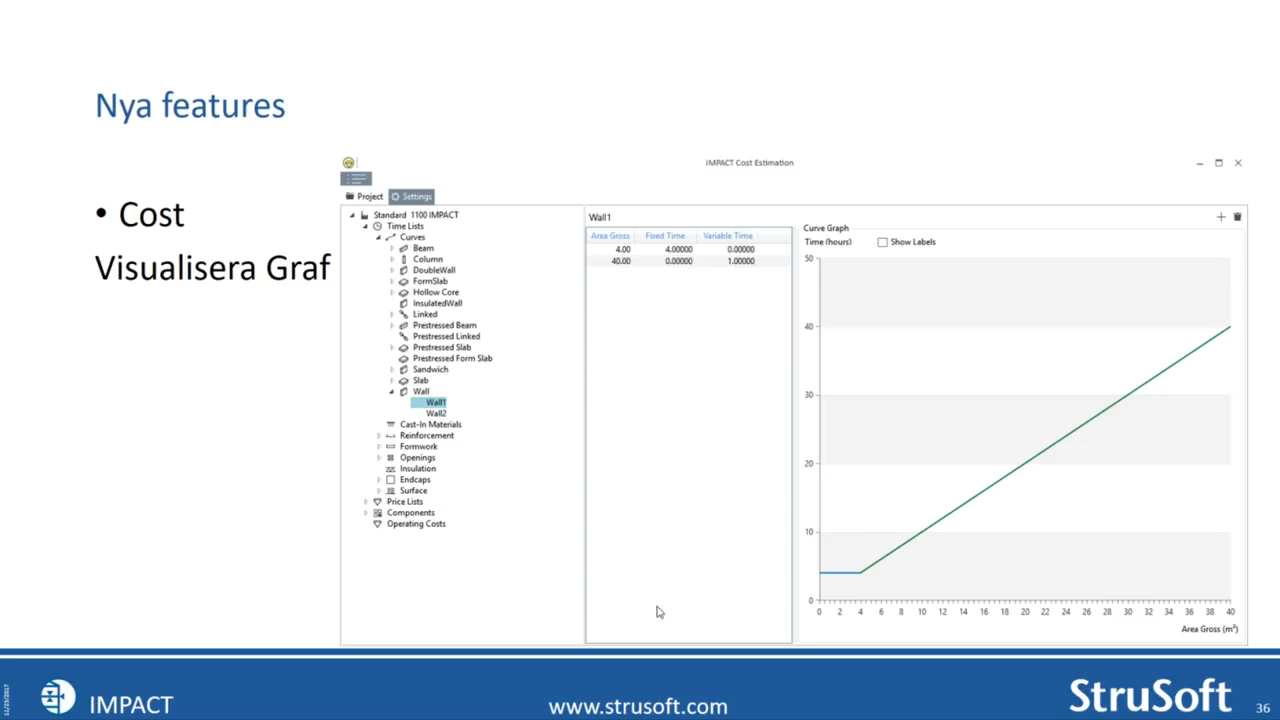 Nya features
• Cost
Visualisera Graf
IMPACT Cost Estimation
Project
Settings
Standard 1100 IMPACT
Time Lists
Curves
Beam
Column
DoubleWall
FormSlab
Hollow Core
InsulatedWall
Linked
Prestressed Beam
Prestressed Linked
Prestressed Slab
Prestressed Form Slab
Sandwich
Slab
Wall
Wall1
Wall2
Cast-In Materials
Reinforcement
Formwork
Openings
Insulation
Endcaps
Surface
Price Lists
Components
Operating Costs
Wall1
Area Gross Fixed Time Variable Time
4.00 4.00000 0.00000
40.00 0.00000 1.00000
Curve Graph
Time (hours) Show Labels
50
40
30
20
10
0
0 2 4 6 8 10 12 14 16 18 20 22 24 26 28 30 32 34 36 38 40
Area Gross (m²)
11/23/2017
IMPACT
www.strusoft.com
StruSoft
36